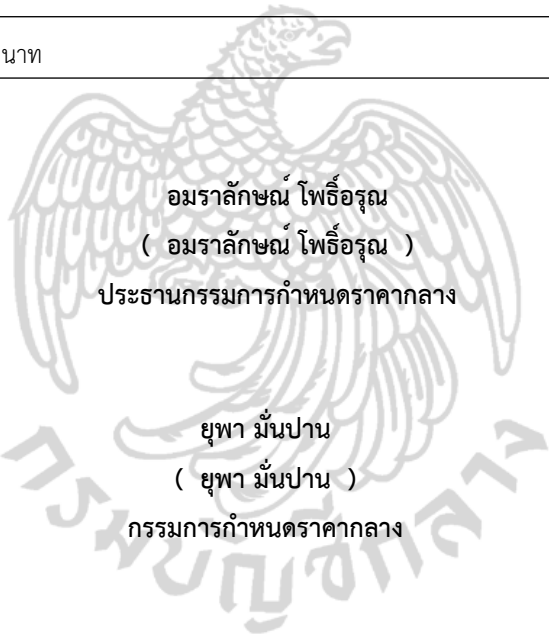 นาท
อมราลักษณ์ โพธิ์อรุณ
( อมราลักษณ์ โพธิ์อรุณ )
ประธานกรรมการกำหนดราคากลาง
ยุพา มั่นปาน
( ยุพา มั่นปาน )
กรรมการกำหนดราคากลาง
กรมบัญชีกลาง